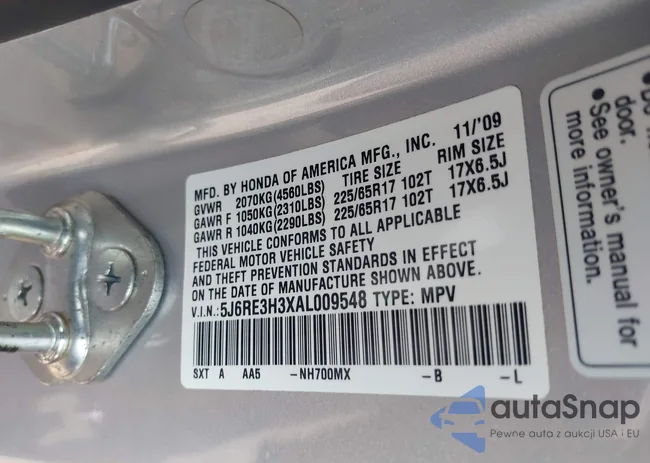 MFD. BY HONDA OF AMERICA MFG., INC. 11/'09
GVWR 2070KG(4560LBS) TIRE SIZE RIM SIZE
GAWR F 1050KG(2310LBS) 225/65R17 102T 17X6.5J
GAWR R 1040KG(2290LBS) 225/65R17 102T 17X6.5J
THIS VEHICLE CONFORMS TO ALL APPLICABLE
FEDERAL MOTOR VEHICLE SAFETY
AND THEFT PREVENTION STANDARDS IN EFFECT
ON THE DATE OF MANUFACTURE SHOWN ABOVE.
V.I.N.:5J6RE3H3XAL009548 TYPE: MPV
SXT A AA5 -NH700MX -B -L
door.
●See owner's manual for
more information.
autaSnap
Pewne auta z aukcji USA i EU